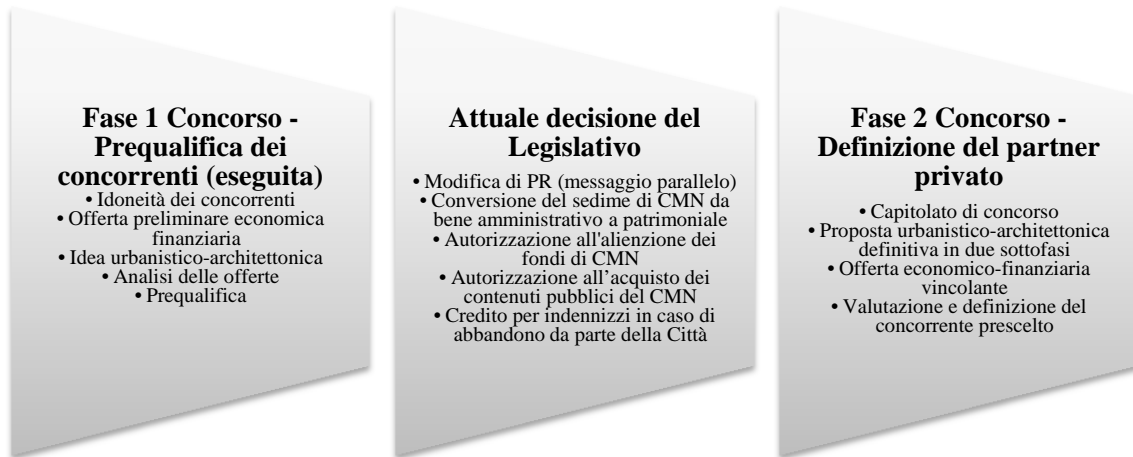 Fase 1 Concorso -
Prequalifica dei
concorrenti (eseguita)
• Idoneità dei concorrenti
• Offerta preliminare economica
finanziaria
• Idea urbanistico-architettonica
• Analisi delle offerte
• Prequalifica
Attuale decisione del
Legislativo
• Modifica di PR (messaggio parallelo)
• Conversione del sedime di CMN da
bene amministrativo a patrimoniale
• Autorizzazione all'alienzione dei
fondi di CMN
• Autorizzazione all’acquisto dei
contenuti pubblici del CMN
• Credito per indennizzi in caso di
abbandono da parte della Città
Fase 2 Concorso -
Definizione del partner
privato
• Capitolato di concorso
• Proposta urbanistico-architettonica
definitiva in due sottofasi
• Offerta economico-finanziaria
vincolante
• Valutazione e definizione del
concorrente prescelto